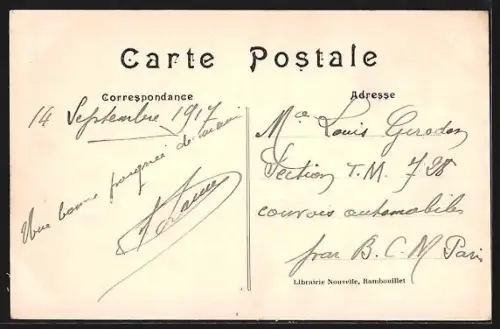 Carte Postale
Correspondance
14 Septembre 1917
Une bonne poignée de main
Adresse
Louis Gerodon
Section T.M. 728
convois automobiles
par B.C.M Paris
Librairie Nouvelle, Rambouillet